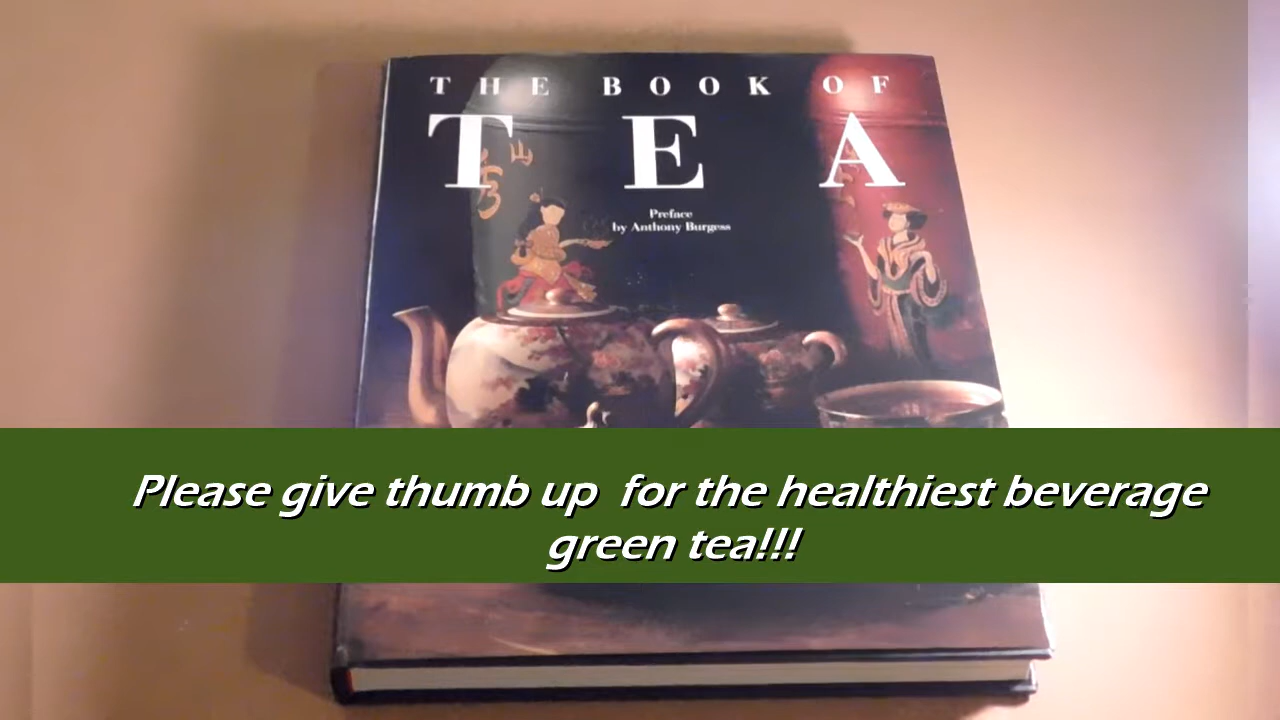 THE BOOK OF
TEA
Preface
by Anthony Burgess
Please give thumb up for the healthiest beverage
green tea!!!